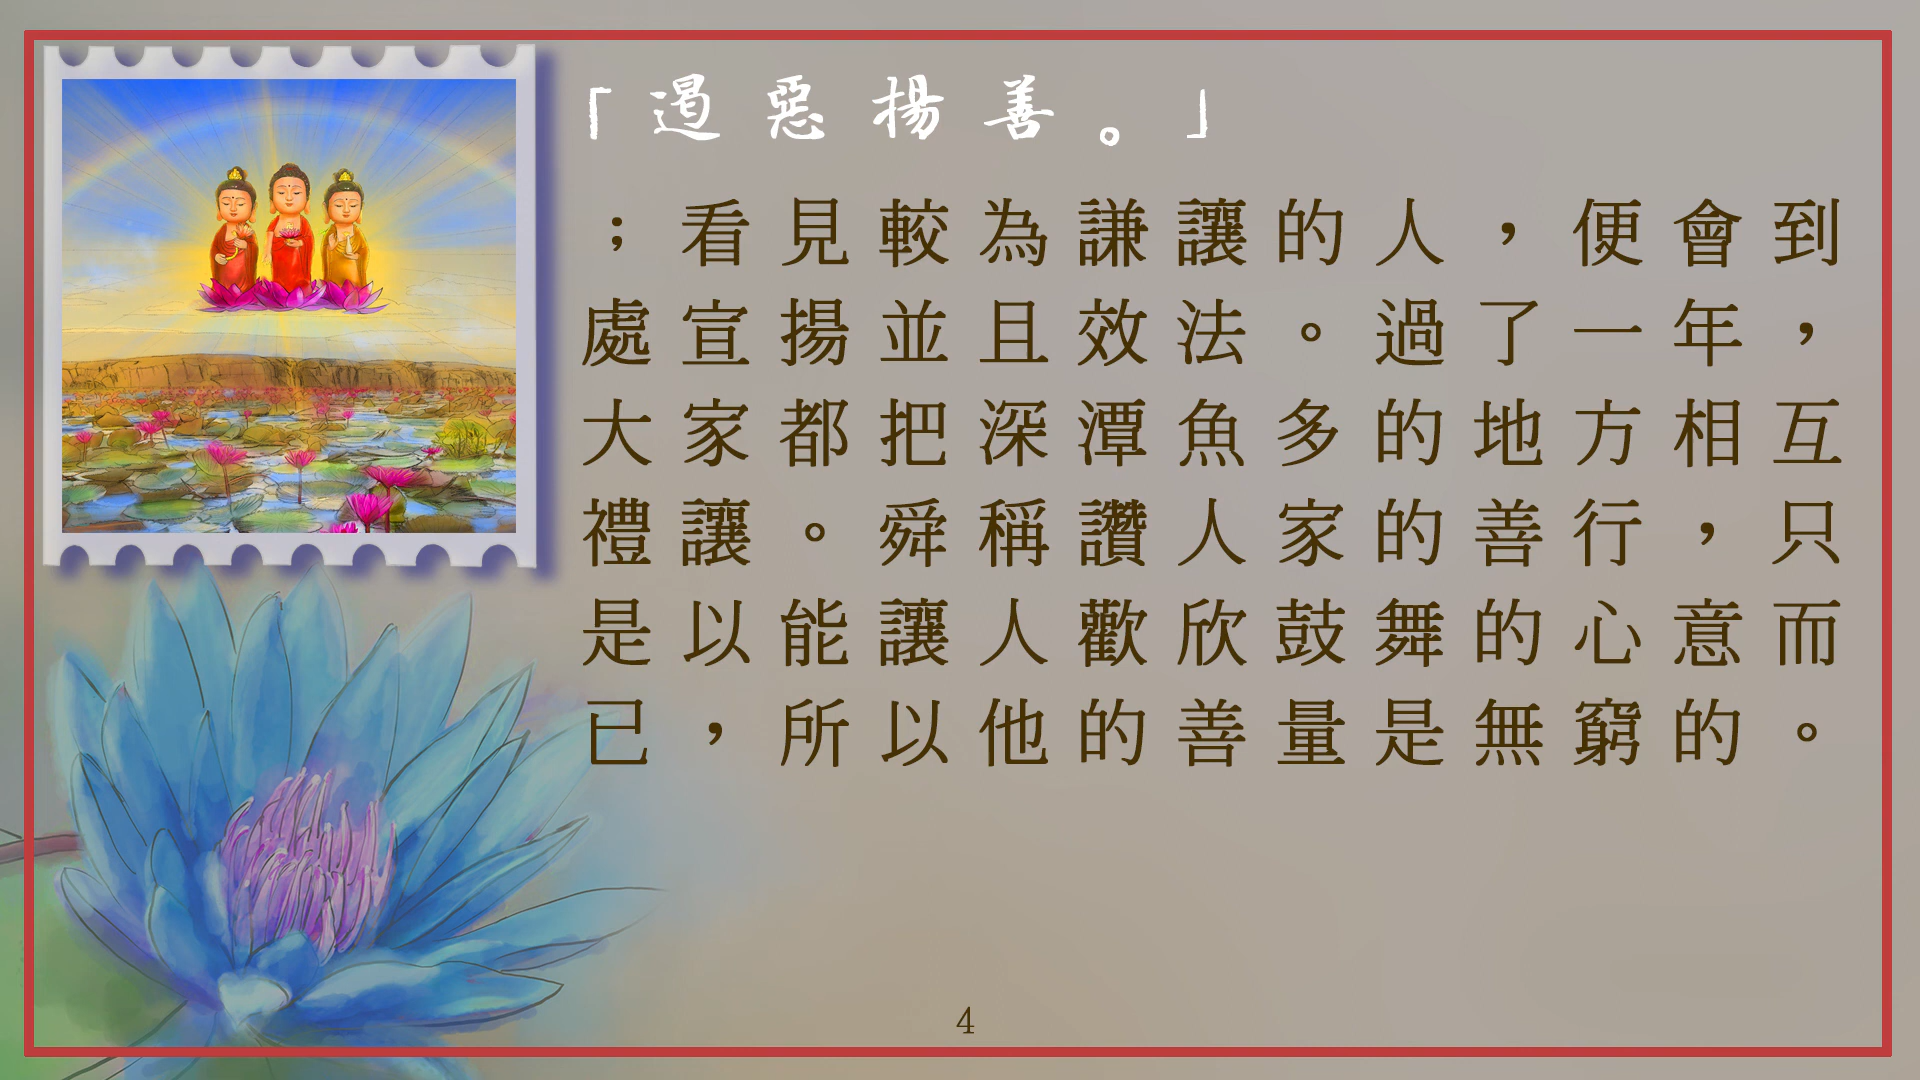 「遏惡揚善。」
；看見較為謙讓的人，便會到
處宣揚並且效法。過了一年，
大家都把深潭魚多的地方相互
禮讓。舜稱讚人家的善行，只
是以能讓人歡欣鼓舞的心意而
已，所以他的善量是無窮的。
4